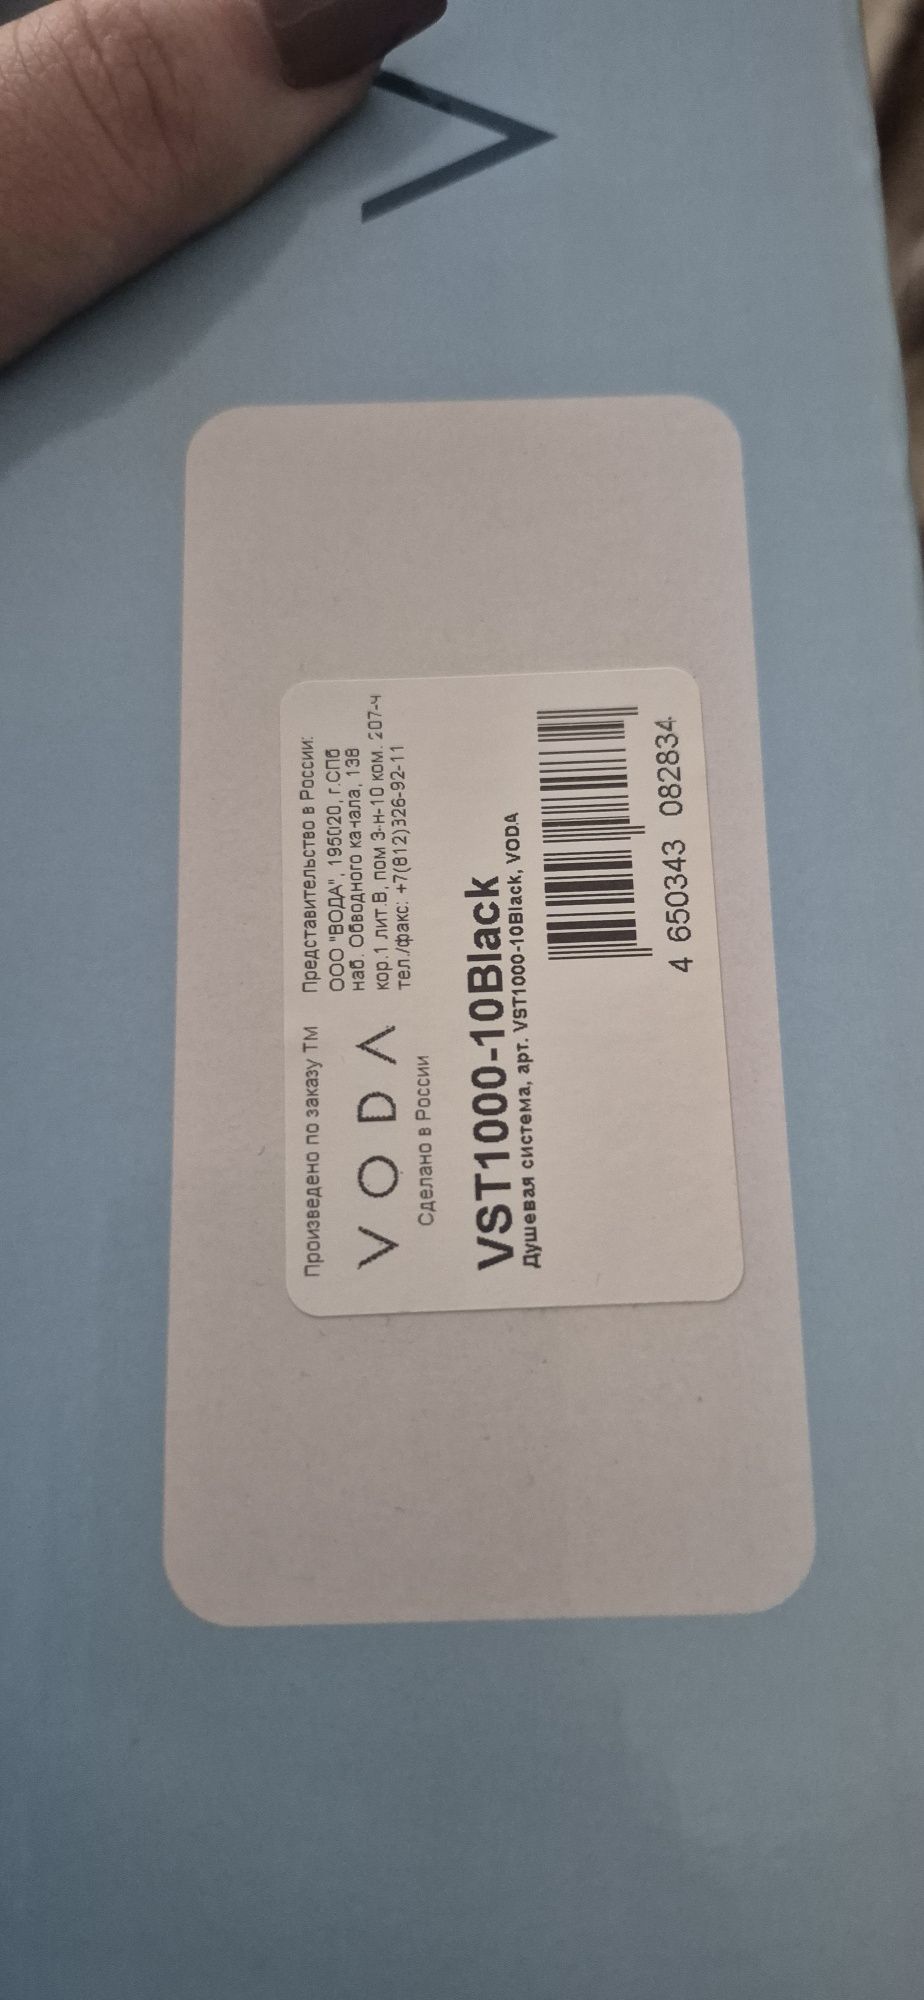 V
Произведено по заказу ТМ
VODA
Сделано в России
Представительство в России:
ООО "ВОДА", 195020, г.СПб
наб. Обводного канала, 138
кор.1 лит.В, пом 3-н-10 ком. 207-ч
тел./факс: +7(812)326-92-11
VST1000-10Black
Душевая система, арт. VST1000-10Black, VODA
4 650343 082834